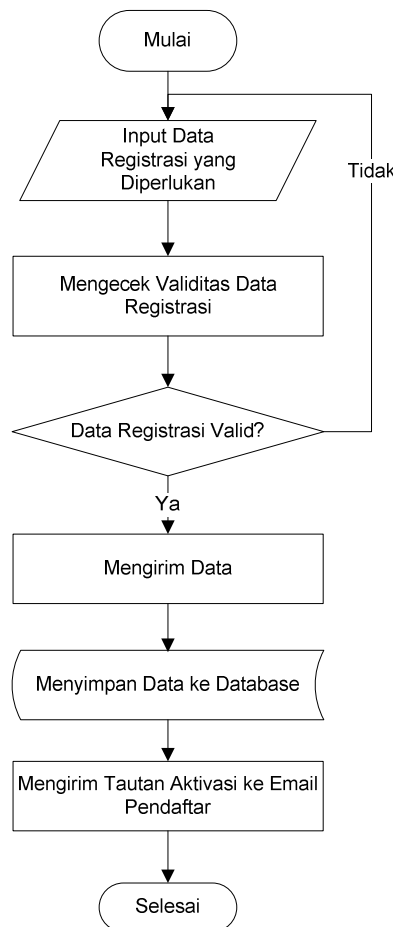 Mulai
Input Data
Registrasi yang
Diperlukan
Tidak
Mengecek Validitas Data
Registrasi
Data Registrasi Valid?
Ya
Mengirim Data
Menyimpan Data ke Database
Mengirim Tautan Aktivasi ke Email
Pendaftar
Selesai